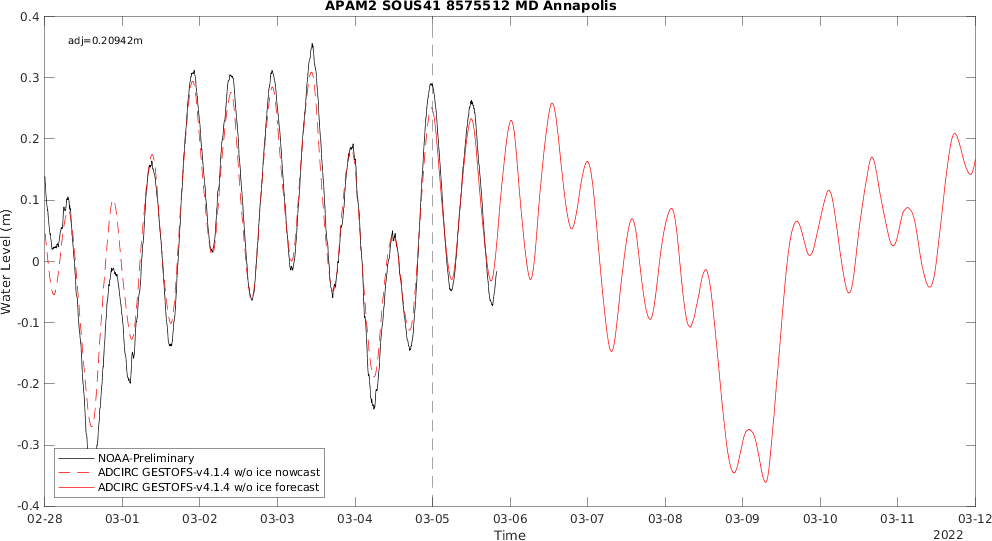 APAM2 SOUS41 8575512 MD Annapolis
0.4
adj=0.20942m
0.3
0.2
0.1
0
-0.1
-0.2
-0.3
-0.4
Water Level (m)
NOAA-Preliminary
ADCIRC GESTOFS-v4.1.4 w/o ice nowcast
ADCIRC GESTOFS-v4.1.4 w/o ice forecast
02-28 03-01 03-02 03-03 03-04 03-05 03-06 03-07 03-08 03-09 03-10 03-11 03-12
Time
2022